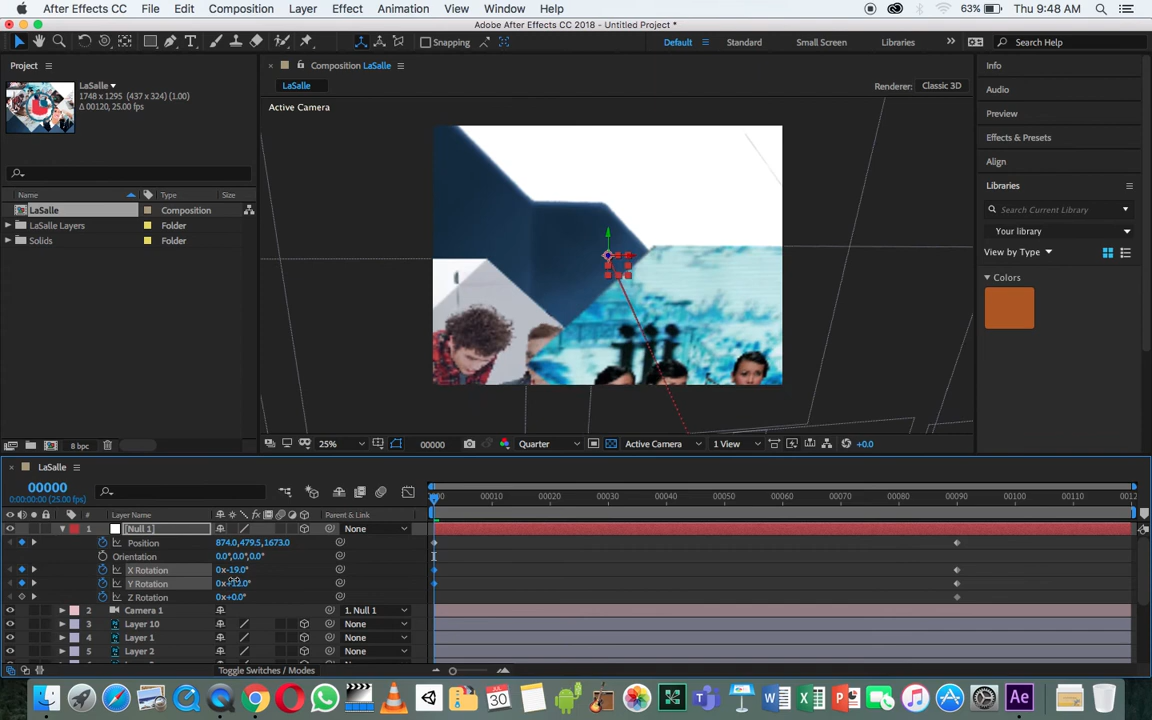 After Effects CC File Edit Composition Layer Effect Animation View Window Help 63% Thu 9:48 AM
Adobe After Effects CC 2018 - Untitled Project *
Snapping Default Standard Small Screen Libraries Search Help
Project
LaSalle
1748 x 1295 (437 x 324) (1.00)
Δ 00120, 25.00 fps
Name Type Size
LaSalle Composition
LaSalle Layers Folder
Solids Folder
8 bpc
Composition LaSalle
LaSalle
Renderer: Classic 3D
Active Camera
25% 00000 Quarter Active Camera 1 View +0.0
Info
Audio
Preview
Effects & Presets
Align
Libraries
Search Current Library
Your library
View by Type
Colors
LaSalle
00000
0:00:00:00 (25.00 fps)
00010 00020 00030 00040 00050 00060 00070 00080 00090 00100 00110 0012
# Layer Name Parent & Link
1 [Null 1] None
Position 874.0,479.5,1673.0
Orientation 0.0°,0.0°,0.0°
X Rotation 0x-19.0°
Y Rotation 0x+12.0°
Z Rotation 0x+0.0°
2 Camera 1 1. Null 1
3 Layer 10 None
4 Layer 1 None
5 Layer 2 None
Toggle Switches / Modes